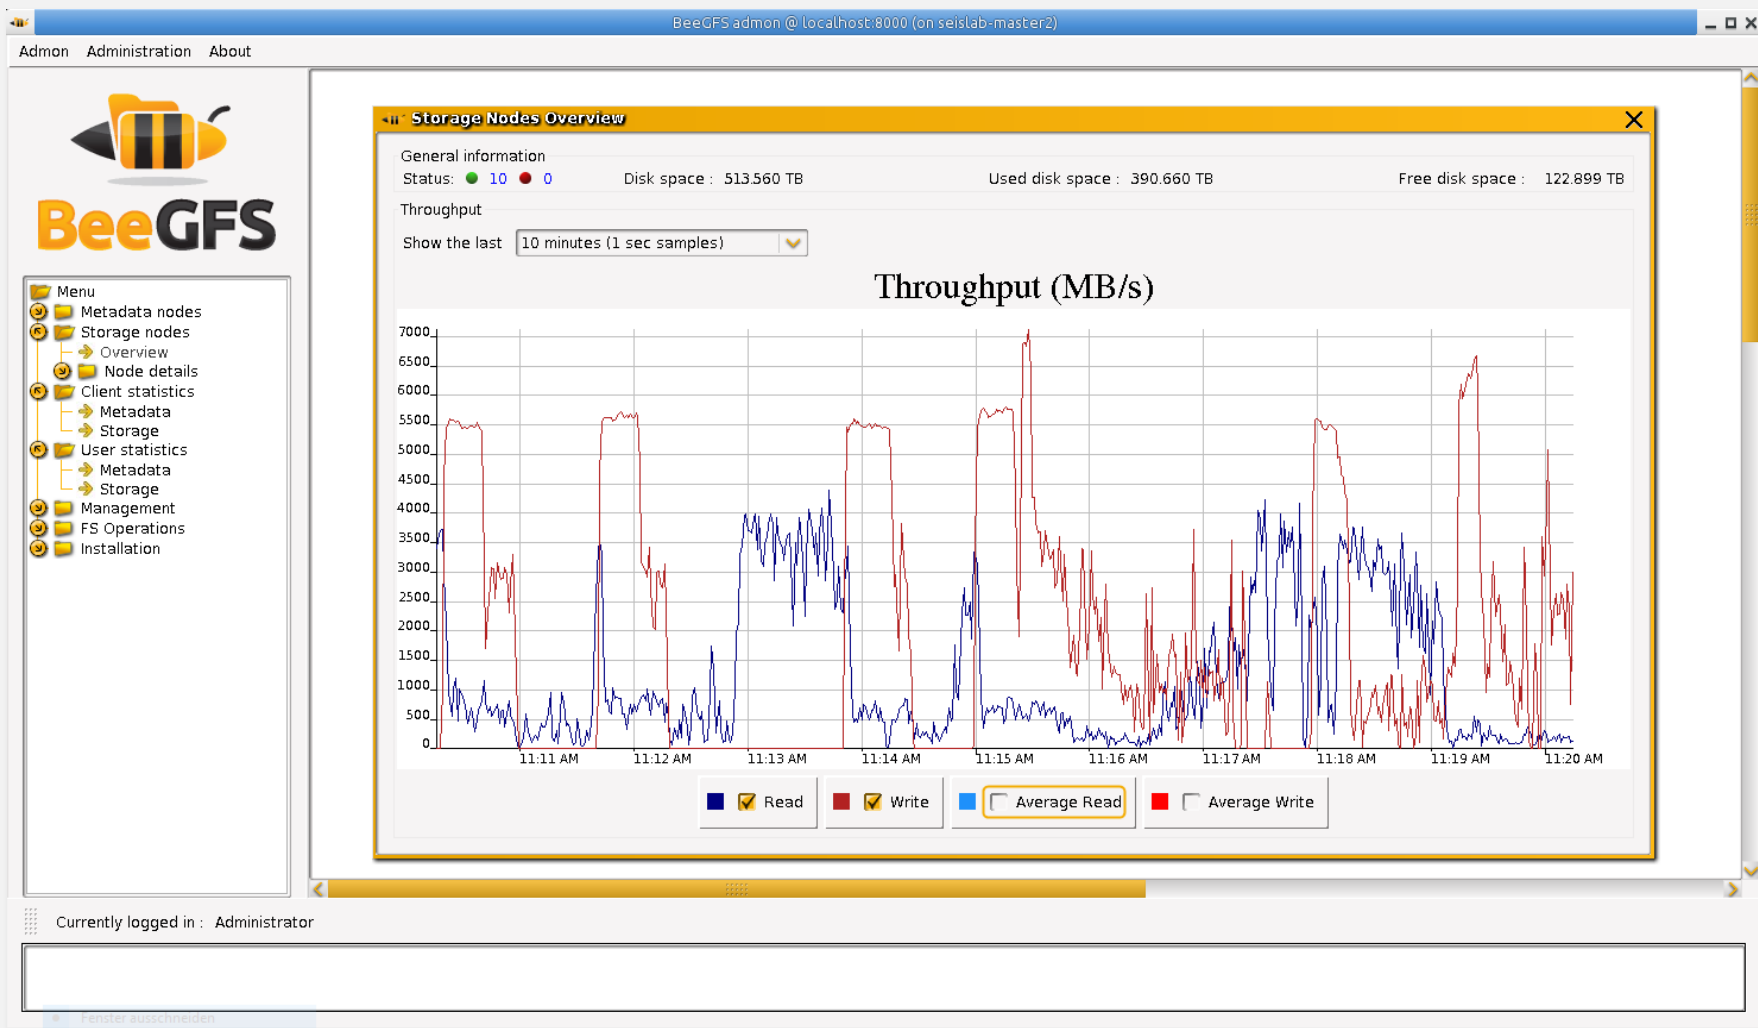 BeeGFS admon @ localhost:8000 (on seislab-master2)
Admon Administration About
BeeGFS
Menu
Metadata nodes
Storage nodes
Overview
Node details
Client statistics
Metadata
Storage
User statistics
Metadata
Storage
Management
FS Operations
Installation
Storage Nodes Overview
General information
Status: 10 0 Disk space : 513.560 TB Used disk space : 390.660 TB Free disk space : 122.899 TB
Throughput
Show the last 10 minutes (1 sec samples)
Throughput (MB/s)
7000
6500
6000
5500
5000
4500
4000
3500
3000
2500
2000
1500
1000
500
0
11:11 AM 11:12 AM 11:13 AM 11:14 AM 11:15 AM 11:16 AM 11:17 AM 11:18 AM 11:19 AM 11:20 AM
Read Write Average Read Average Write
Currently logged in : Administrator
Fenster ausschneiden